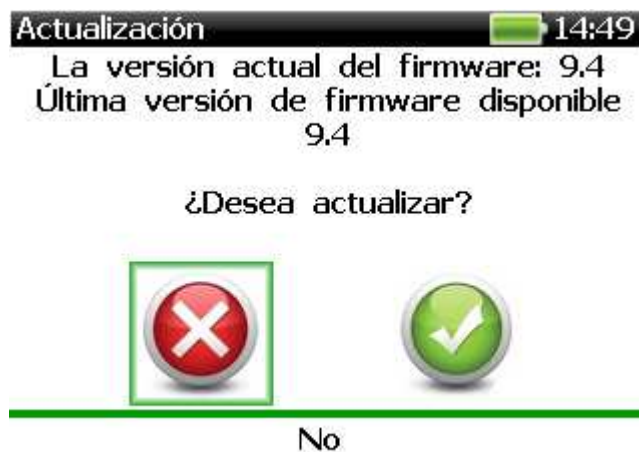 Actualización 14:49
La versión actual del firmware: 9.4
Última versión de firmware disponible
9.4
¿Desea actualizar?
No